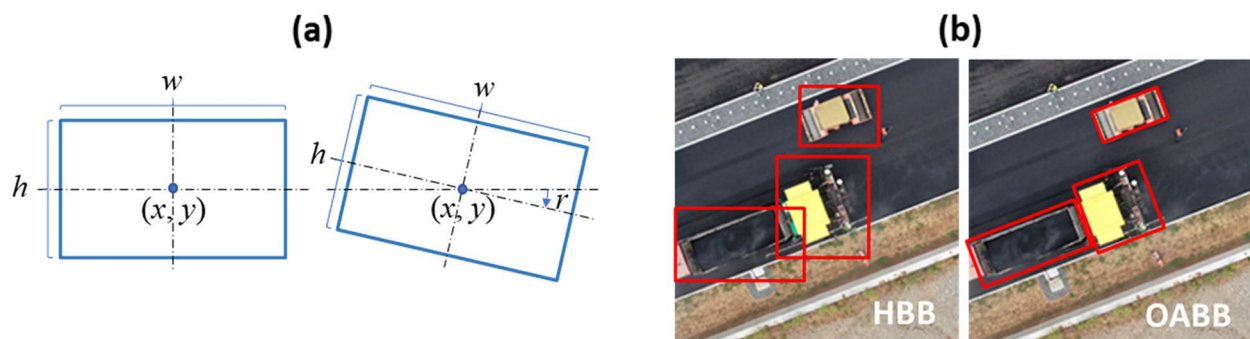 (a)
w
h
(x, y)
w
h
(x, y)
r
(b)
HBB
OABB